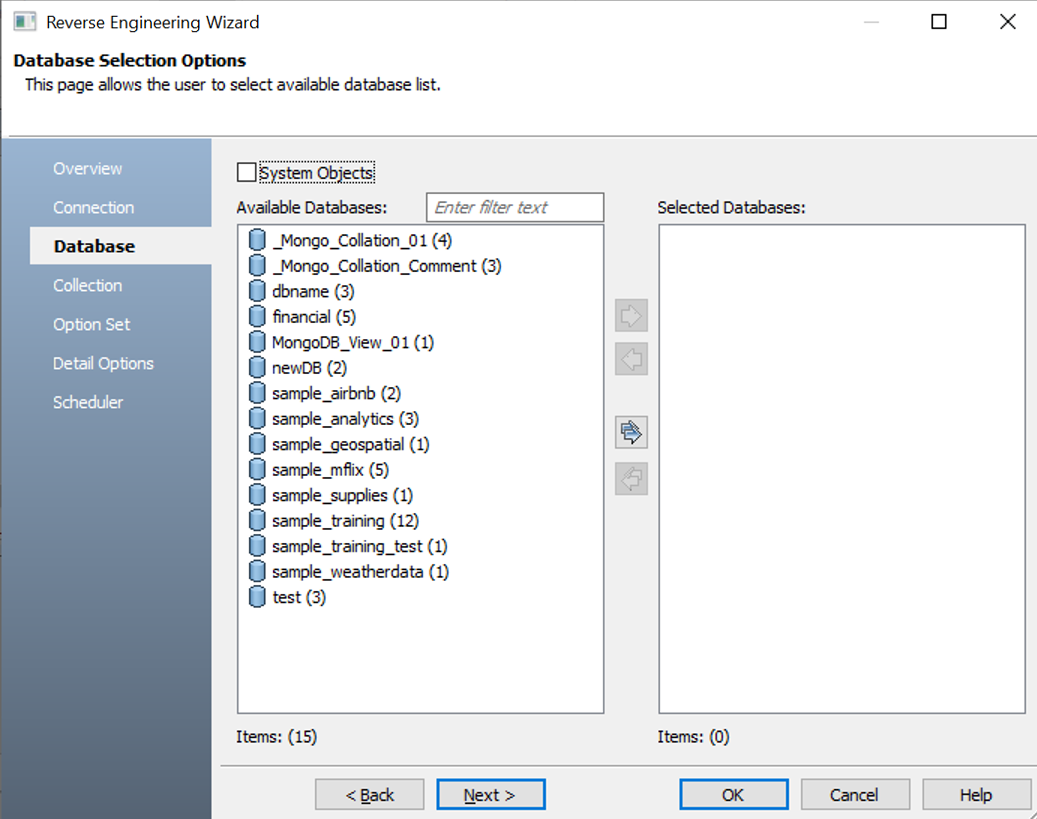 Reverse Engineering Wizard
Database Selection Options
This page allows the user to select available database list.
Overview
Connection
Database
Collection
Option Set
Detail Options
Scheduler
System Objects
Available Databases:
Enter filter text
_Mongo_Collation_01 (4)
_Mongo_Collation_Comment (3)
dbname (3)
financial (5)
MongoDB_View_01 (1)
newDB (2)
sample_airbnb (2)
sample_analytics (3)
sample_geospatial (1)
sample_mflix (5)
sample_supplies (1)
sample_training (12)
sample_training_test (1)
sample_weatherdata (1)
test (3)
Items: (15)
Selected Databases:
Items: (0)
< Back
Next >
OK
Cancel
Help